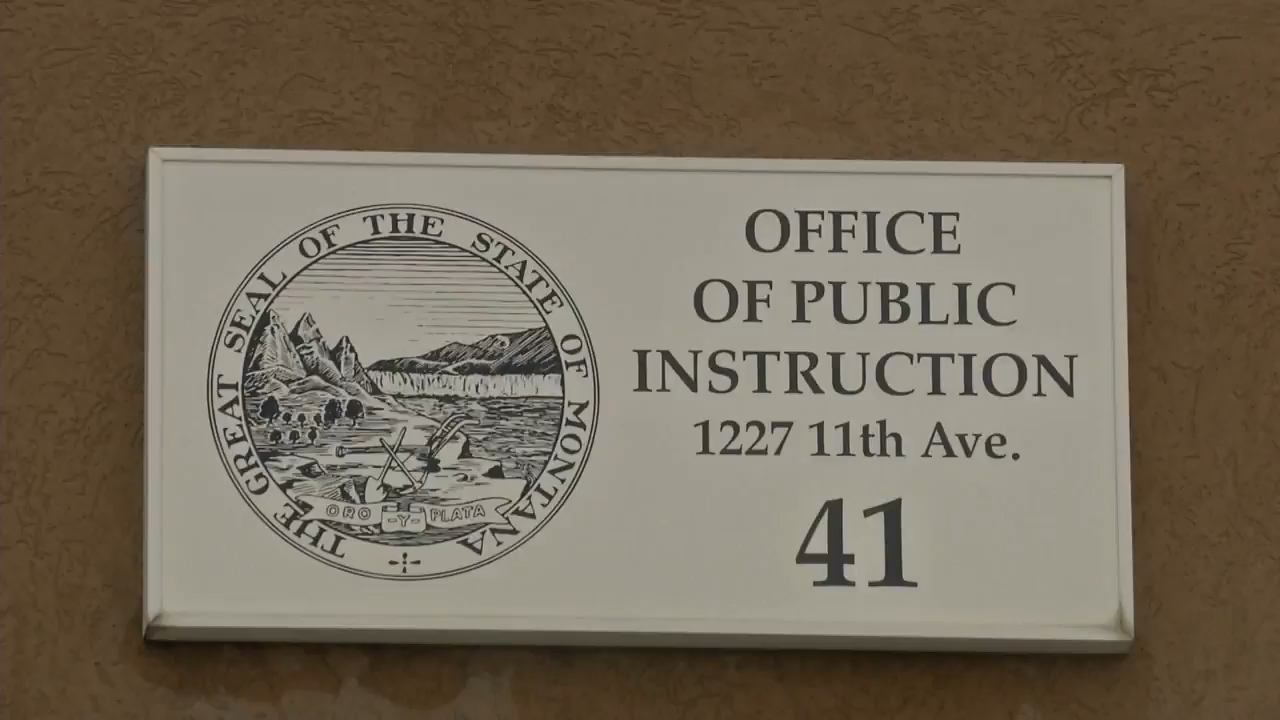 THE GREAT SEAL OF THE STATE OF MONTANA
ORO -Y- PLATA
OFFICE
OF PUBLIC
INSTRUCTION
1227 11th Ave.
41